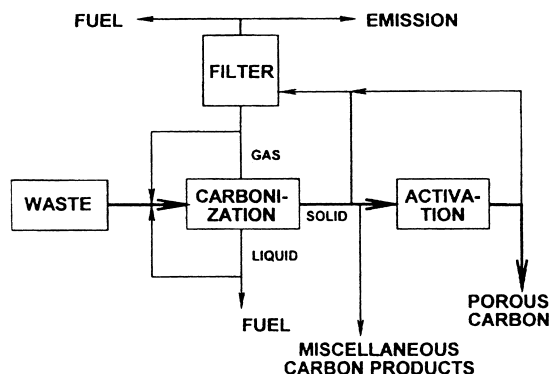 FUEL
EMISSION
FILTER
GAS
WASTE
CARBONI-
ZATION
SOLID
ACTIVA-
TION
LIQUID
FUEL
POROUS
CARBON
MISCELLANEOUS
CARBON PRODUCTS